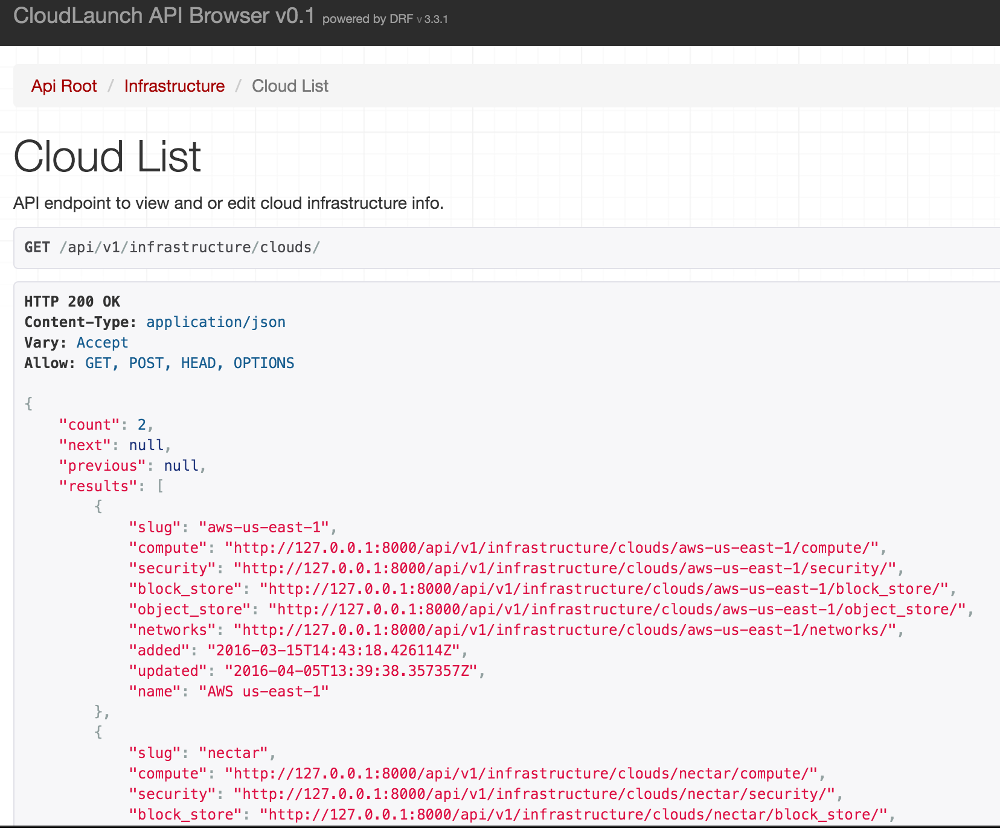 CloudLaunch API Browser v0.1 powered by DRF v 3.3.1
Api Root / Infrastructure / Cloud List
Cloud List
API endpoint to view and or edit cloud infrastructure info.
GET /api/v1/infrastructure/clouds/
HTTP 200 OK
Content-Type: application/json
Vary: Accept
Allow: GET, POST, HEAD, OPTIONS
{
    "count": 2,
    "next": null,
    "previous": null,
    "results": [
        {
            "slug": "aws-us-east-1",
            "compute": "http://127.0.0.1:8000/api/v1/infrastructure/clouds/aws-us-east-1/compute/",
            "security": "http://127.0.0.1:8000/api/v1/infrastructure/clouds/aws-us-east-1/security/",
            "block_store": "http://127.0.0.1:8000/api/v1/infrastructure/clouds/aws-us-east-1/block_store/",
            "object_store": "http://127.0.0.1:8000/api/v1/infrastructure/clouds/aws-us-east-1/object_store/",
            "networks": "http://127.0.0.1:8000/api/v1/infrastructure/clouds/aws-us-east-1/networks/",
            "added": "2016-03-15T14:43:18.426114Z",
            "updated": "2016-04-05T13:39:38.357357Z",
            "name": "AWS us-east-1"
        },
        {
            "slug": "nectar",
            "compute": "http://127.0.0.1:8000/api/v1/infrastructure/clouds/nectar/compute/",
            "security": "http://127.0.0.1:8000/api/v1/infrastructure/clouds/nectar/security/",
            "block_store": "http://127.0.0.1:8000/api/v1/infrastructure/clouds/nectar/block_store/",